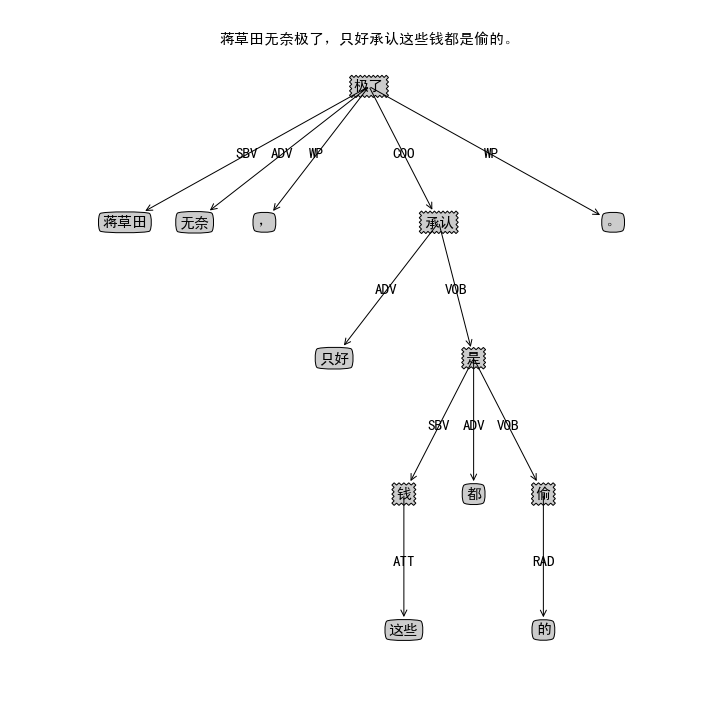 蒋草田无奈极了，只好承认这些钱都是偷的。
极了
SBV ADV WP COO WP
蒋草田 无奈 ， 承认 。
ADV VOB
只好 是
SBV ADV VOB
钱 都 偷
ATT RAD
这些 的